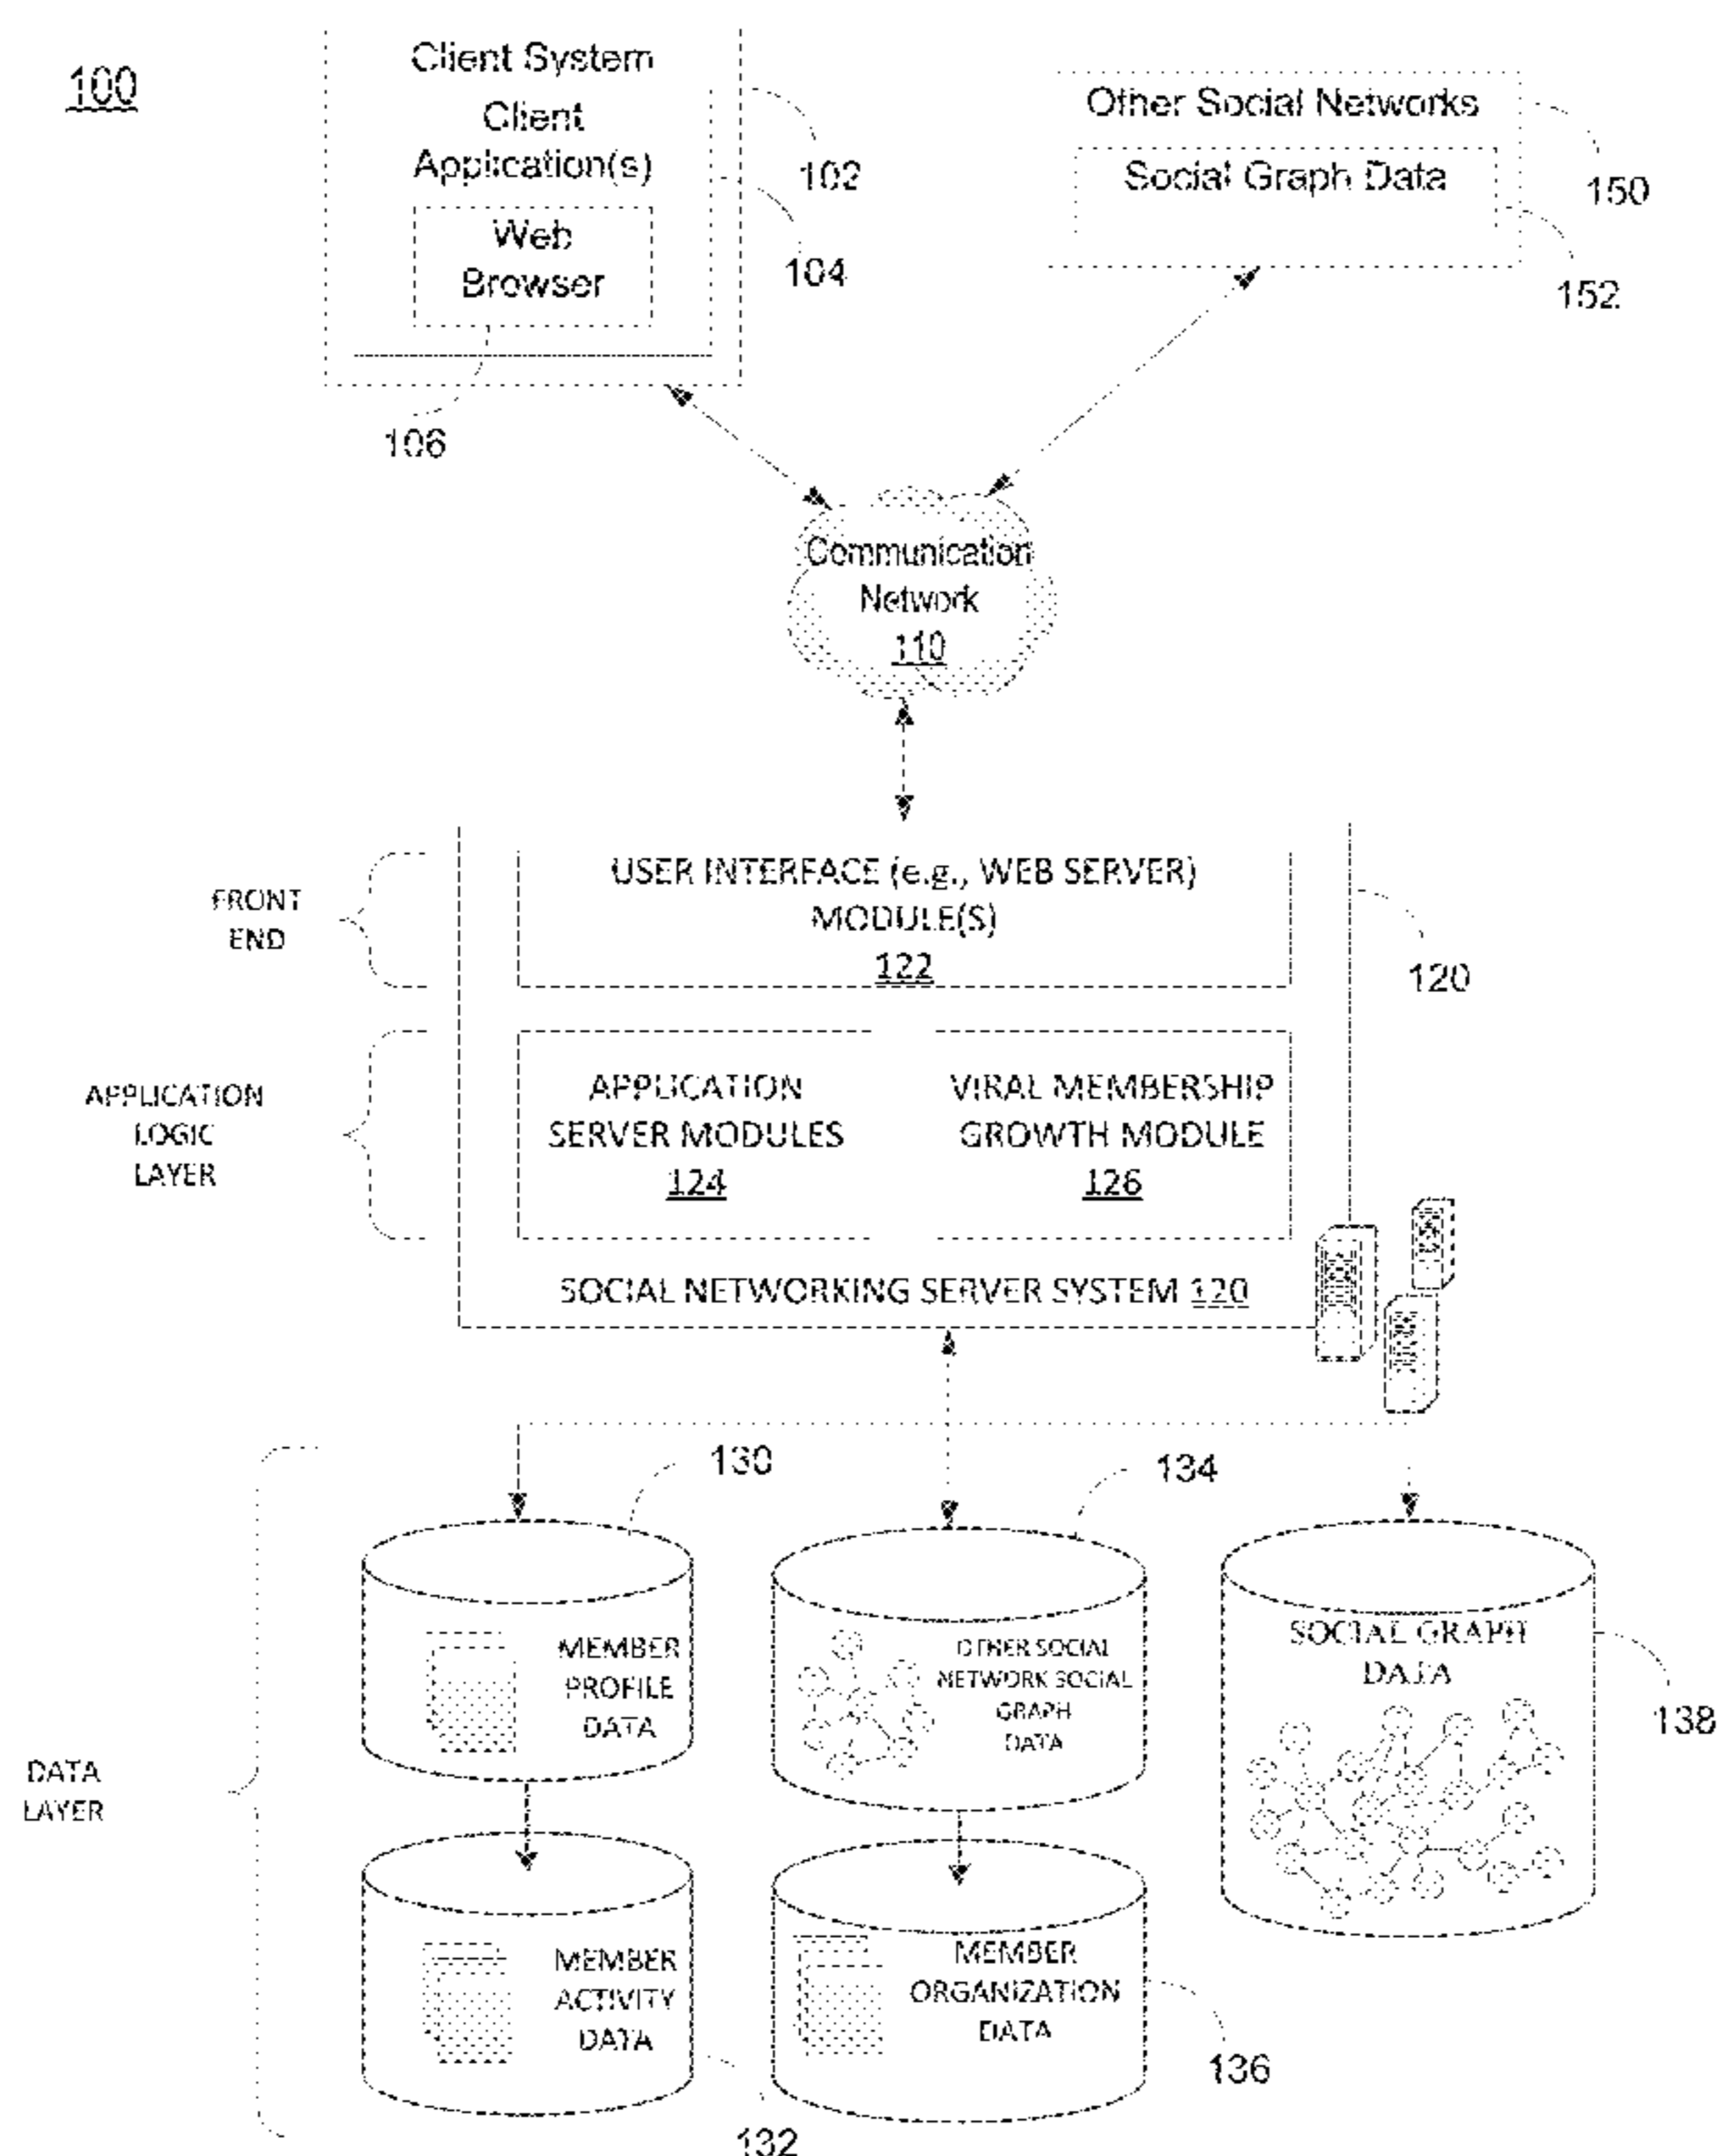 100
Client System
Client
Application(s)
Web
Browser
102
104
106
Other Social Networks
Social Graph Data
150
152
Communication
Network
110
FRONT
END
USER INTERFACE (e.g., WEB SERVER)
MODULE(S)
122
120
APPLICATION
LOGIC
LAYER
APPLICATION
SERVER MODULES
124
VIRAL MEMBERSHIP
GROWTH MODULE
126
SOCIAL NETWORKING SERVER SYSTEM 120
DATA
LAYER
130
MEMBER
PROFILE
DATA
134
OTHER SOCIAL
NETWORK SOCIAL
GRAPH
DATA
SOCIAL GRAPH
DATA
138
MEMBER
ACTIVITY
DATA
132
MEMBER
ORGANIZATION
DATA
136